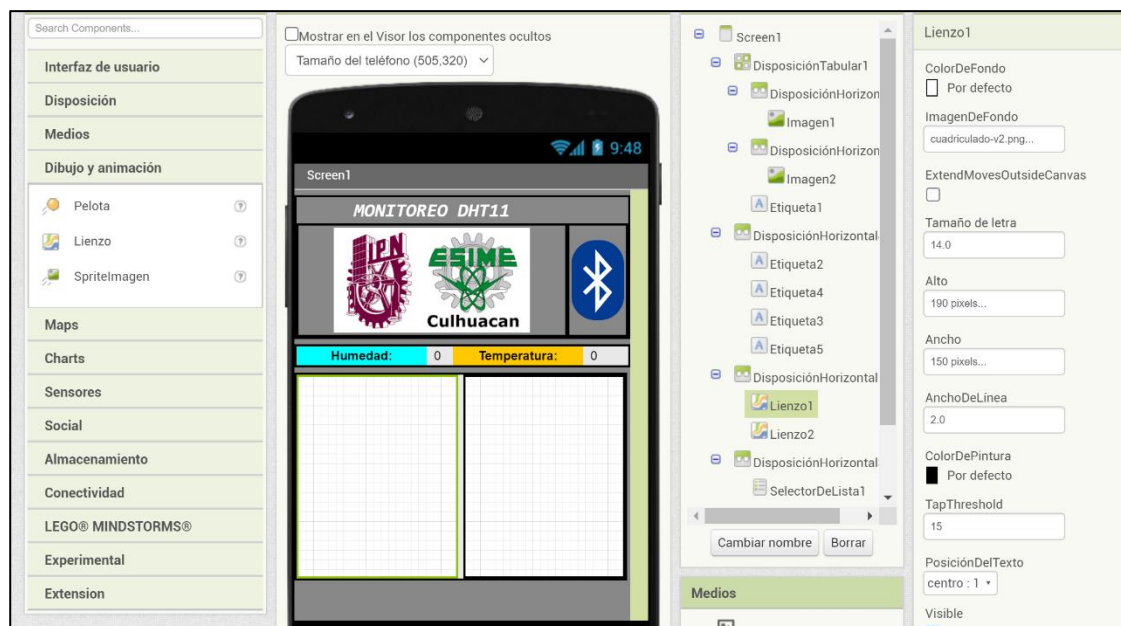 Search Components...
Interfaz de usuario
Disposición
Medios
Dibujo y animación
Pelota
?
Lienzo
?
SpriteImagen
?
Maps
Charts
Sensores
Social
Almacenamiento
Conectividad
LEGO® MINDSTORMS®
Experimental
Extension
Mostrar en el Visor los componentes ocultos
Tamaño del teléfono (505,320)
9:48
Screen1
MONITOREO DHT11
IPN
ESIME
Culhuacan
Humedad: 0 Temperatura: 0
Screen1
DisposiciónTabular1
DisposiciónHorizon
Imagen1
DisposiciónHorizon
Imagen2
Etiqueta1
DisposiciónHorizontal
Etiqueta2
Etiqueta4
Etiqueta3
Etiqueta5
DisposiciónHorizontal
Lienzo1
Lienzo2
DisposiciónHorizontal
SelectorDeLista1
Cambiar nombre Borrar
Medios
Lienzo1
ColorDeFondo
Por defecto
ImagenDeFondo
cuadriculado-v2.png...
ExtendMovesOutsideCanvas
Tamaño de letra
14.0
Alto
190 pixels...
Ancho
150 pixels...
AnchoDeLínea
2.0
ColorDePintura
Por defecto
TapThreshold
15
PosiciónDelTexto
centro : 1
Visible